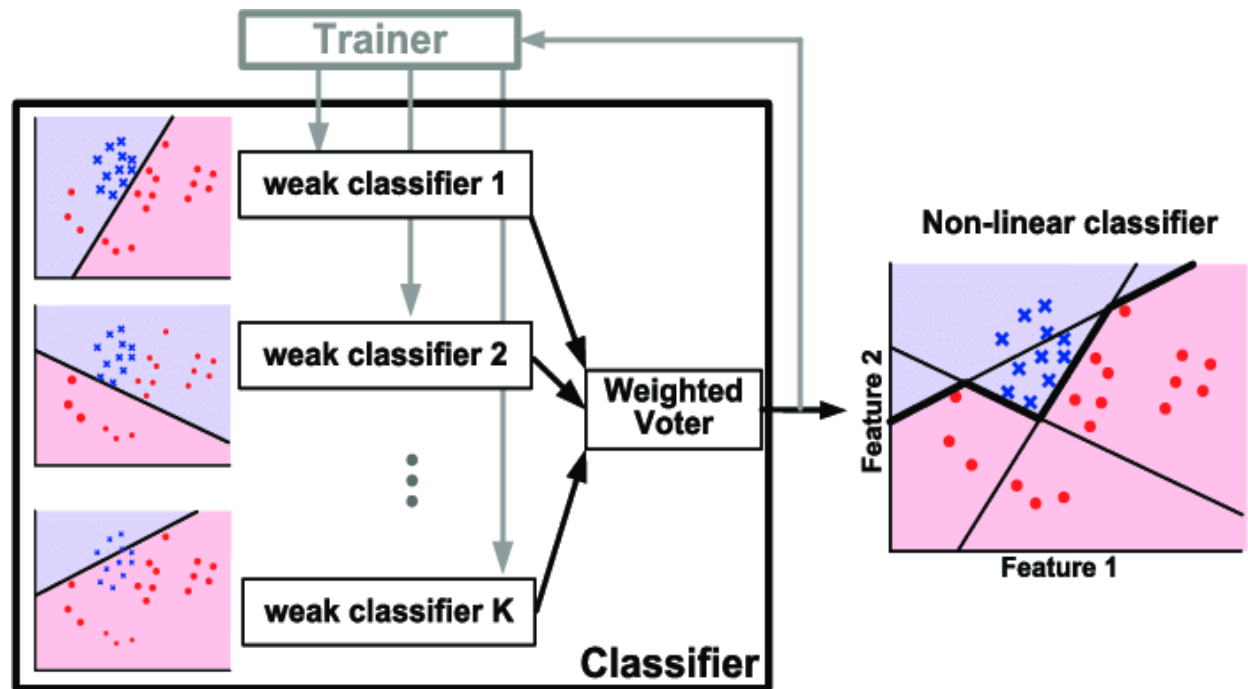 Trainer
weak classifier 1
weak classifier 2
weak classifier K
Weighted
Voter
Classifier
Non-linear classifier
Feature 2
Feature 1